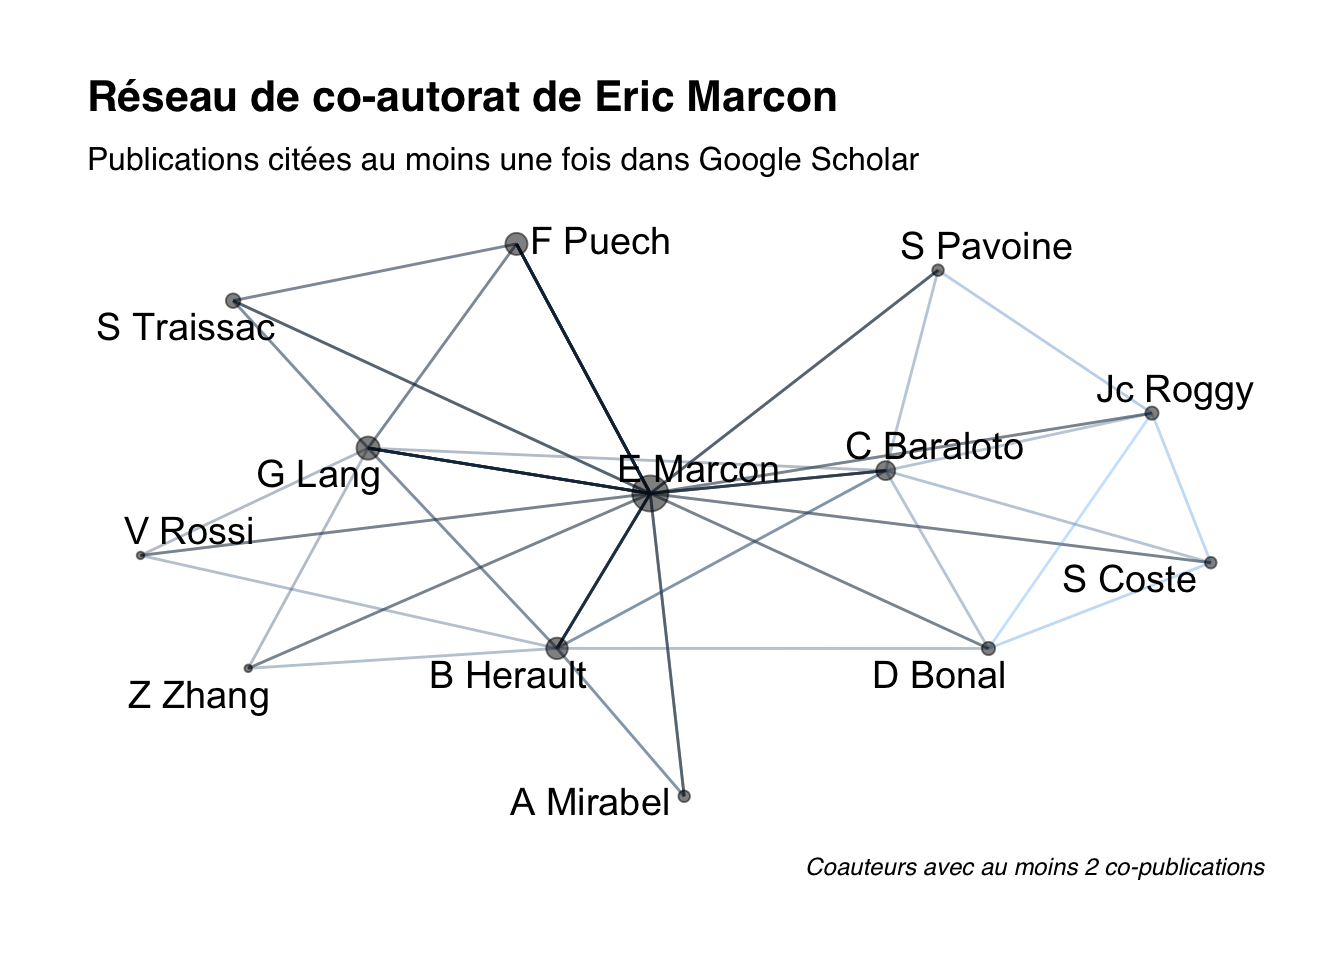 Réseau de co-autorat de Eric Marcon
Publications citées au moins une fois dans Google Scholar
F Puech
S Pavoine
S Traissac
Jc Roggy
C Baraloto
E Marcon
G Lang
V Rossi
S Coste
B Herault
D Bonal
Z Zhang
A Mirabel
Coauteurs avec au moins 2 co-publications